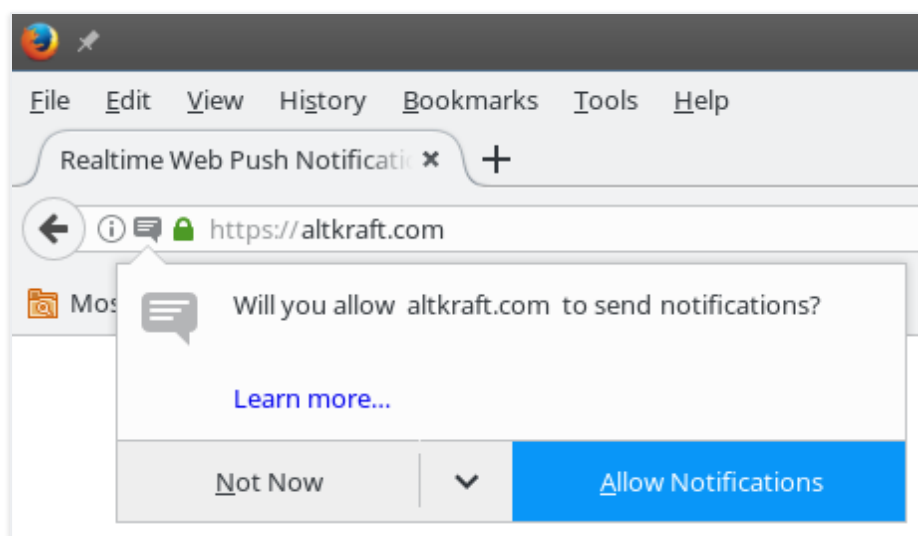 File Edit View History Bookmarks Tools Help
Realtime Web Push Notificati
https://altkraft.com
Mos
Will you allow altkraft.com to send notifications?
Learn more...
Not Now
Allow Notifications